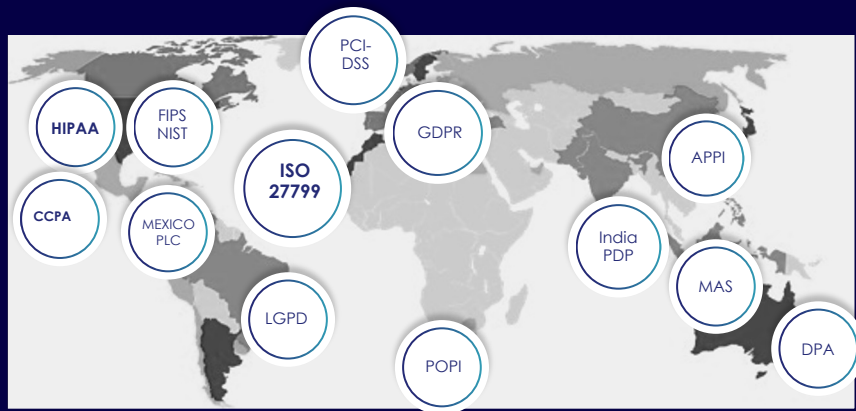 PCI-
DSS
HIPAA
FIPS
NIST
GDPR
APPI
ISO
27799
CCPA
MEXICO
PLC
India
PDP
MAS
LGPD
POPI
DPA